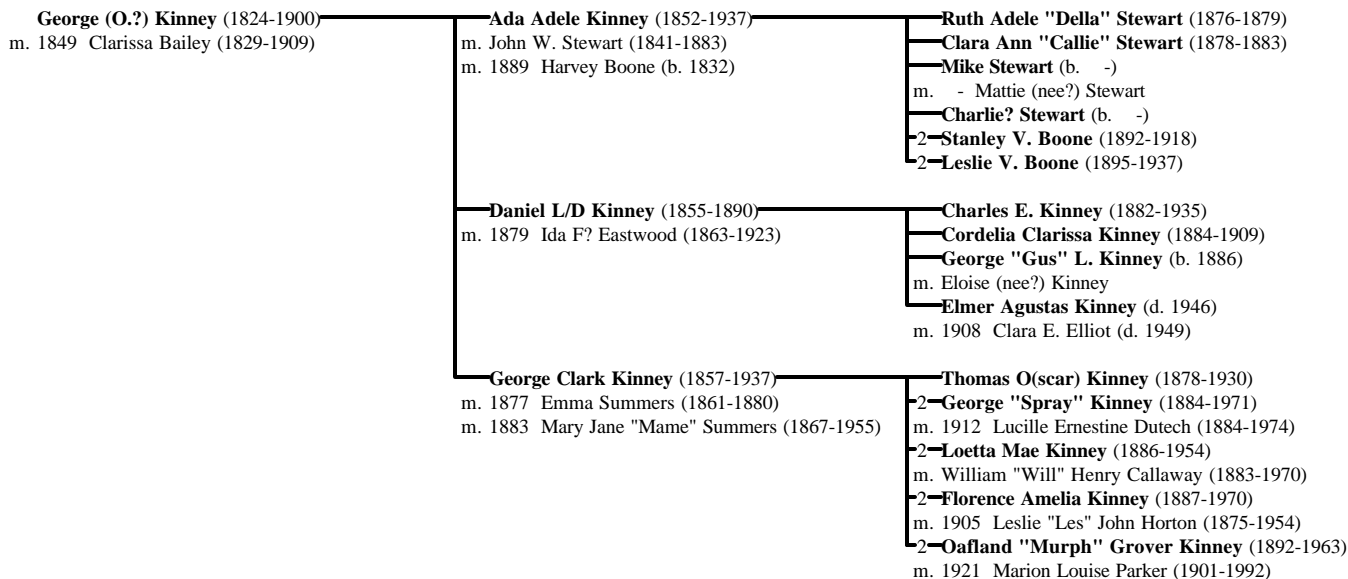 George (O.?) Kinney (1824-1900)
m. 1849 Clarissa Bailey (1829-1909)
Ada Adele Kinney (1852-1937)
m. John W. Stewart (1841-1883)
m. 1889 Harvey Boone (b. 1832)
Ruth Adele "Della" Stewart (1876-1879)
Clara Ann "Callie" Stewart (1878-1883)
Mike Stewart (b. -)
m. - Mattie (nee?) Stewart
Charlie? Stewart (b. -)
2 Stanley V. Boone (1892-1918)
2 Leslie V. Boone (1895-1937)
Daniel L/D Kinney (1855-1890)
m. 1879 Ida F? Eastwood (1863-1923)
Charles E. Kinney (1882-1935)
Cordelia Clarissa Kinney (1884-1909)
George "Gus" L. Kinney (b. 1886)
m. Eloise (nee?) Kinney
Elmer Agustas Kinney (d. 1946)
m. 1908 Clara E. Elliot (d. 1949)
George Clark Kinney (1857-1937)
m. 1877 Emma Summers (1861-1880)
m. 1883 Mary Jane "Mame" Summers (1867-1955)
Thomas O(scar) Kinney (1878-1930)
2 George "Spray" Kinney (1884-1971)
m. 1912 Lucille Ernestine Dutech (1884-1974)
2 Loetta Mae Kinney (1886-1954)
m. William "Will" Henry Callaway (1883-1970)
2 Florence Amelia Kinney (1887-1970)
m. 1905 Leslie "Les" John Horton (1875-1954)
2 Oafland "Murph" Grover Kinney (1892-1963)
m. 1921 Marion Louise Parker (1901-1992)